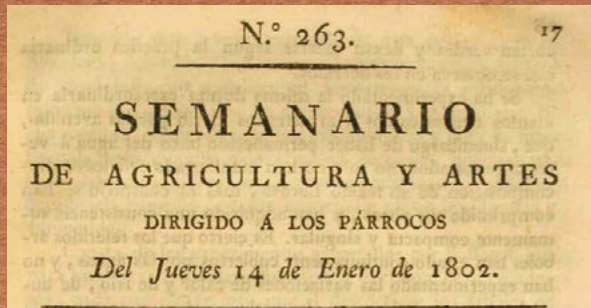 N.° 263. 17
SEMANARIO
DE AGRICULTURA Y ARTES
DIRIGIDO Á LOS PÁRROCOS
Del Jueves 14 de Enero de 1802.